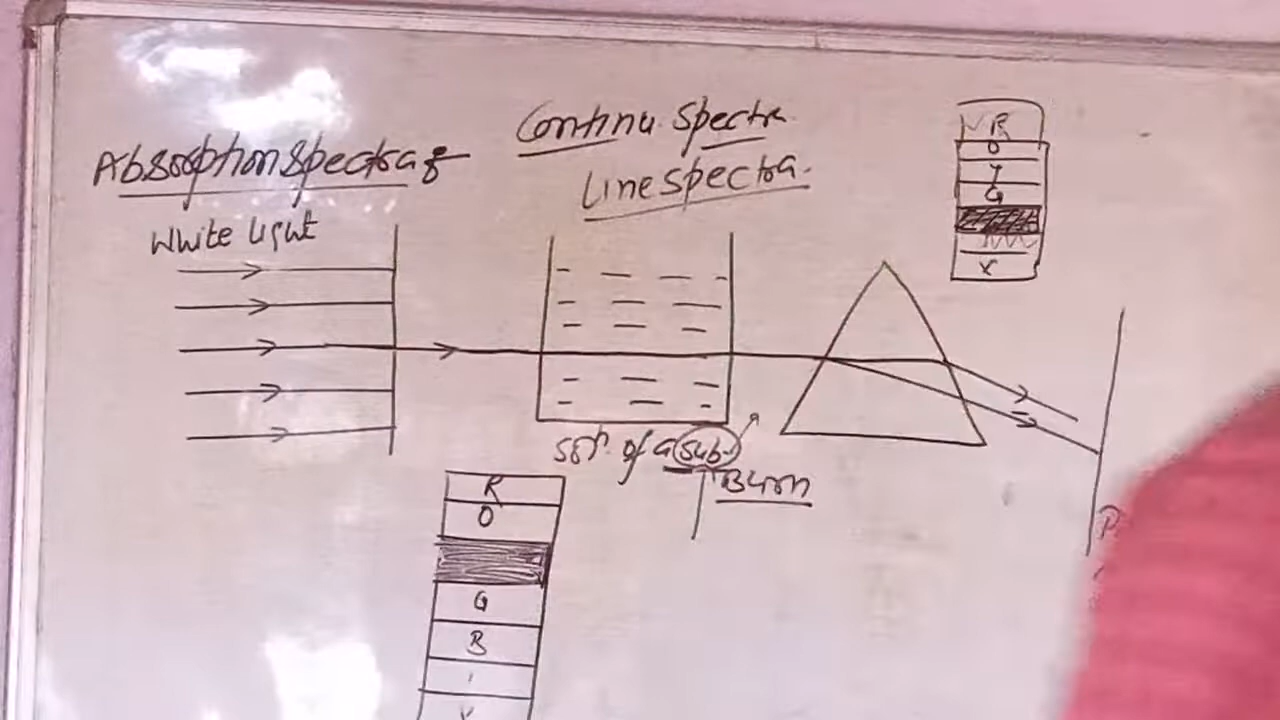 Continu. Spectra.
Absorption Spectra :-
Line Spectra.
White light
R
O
Y
G
V
Sol. of a Sub.
Burn
R
O
G
B
I
V